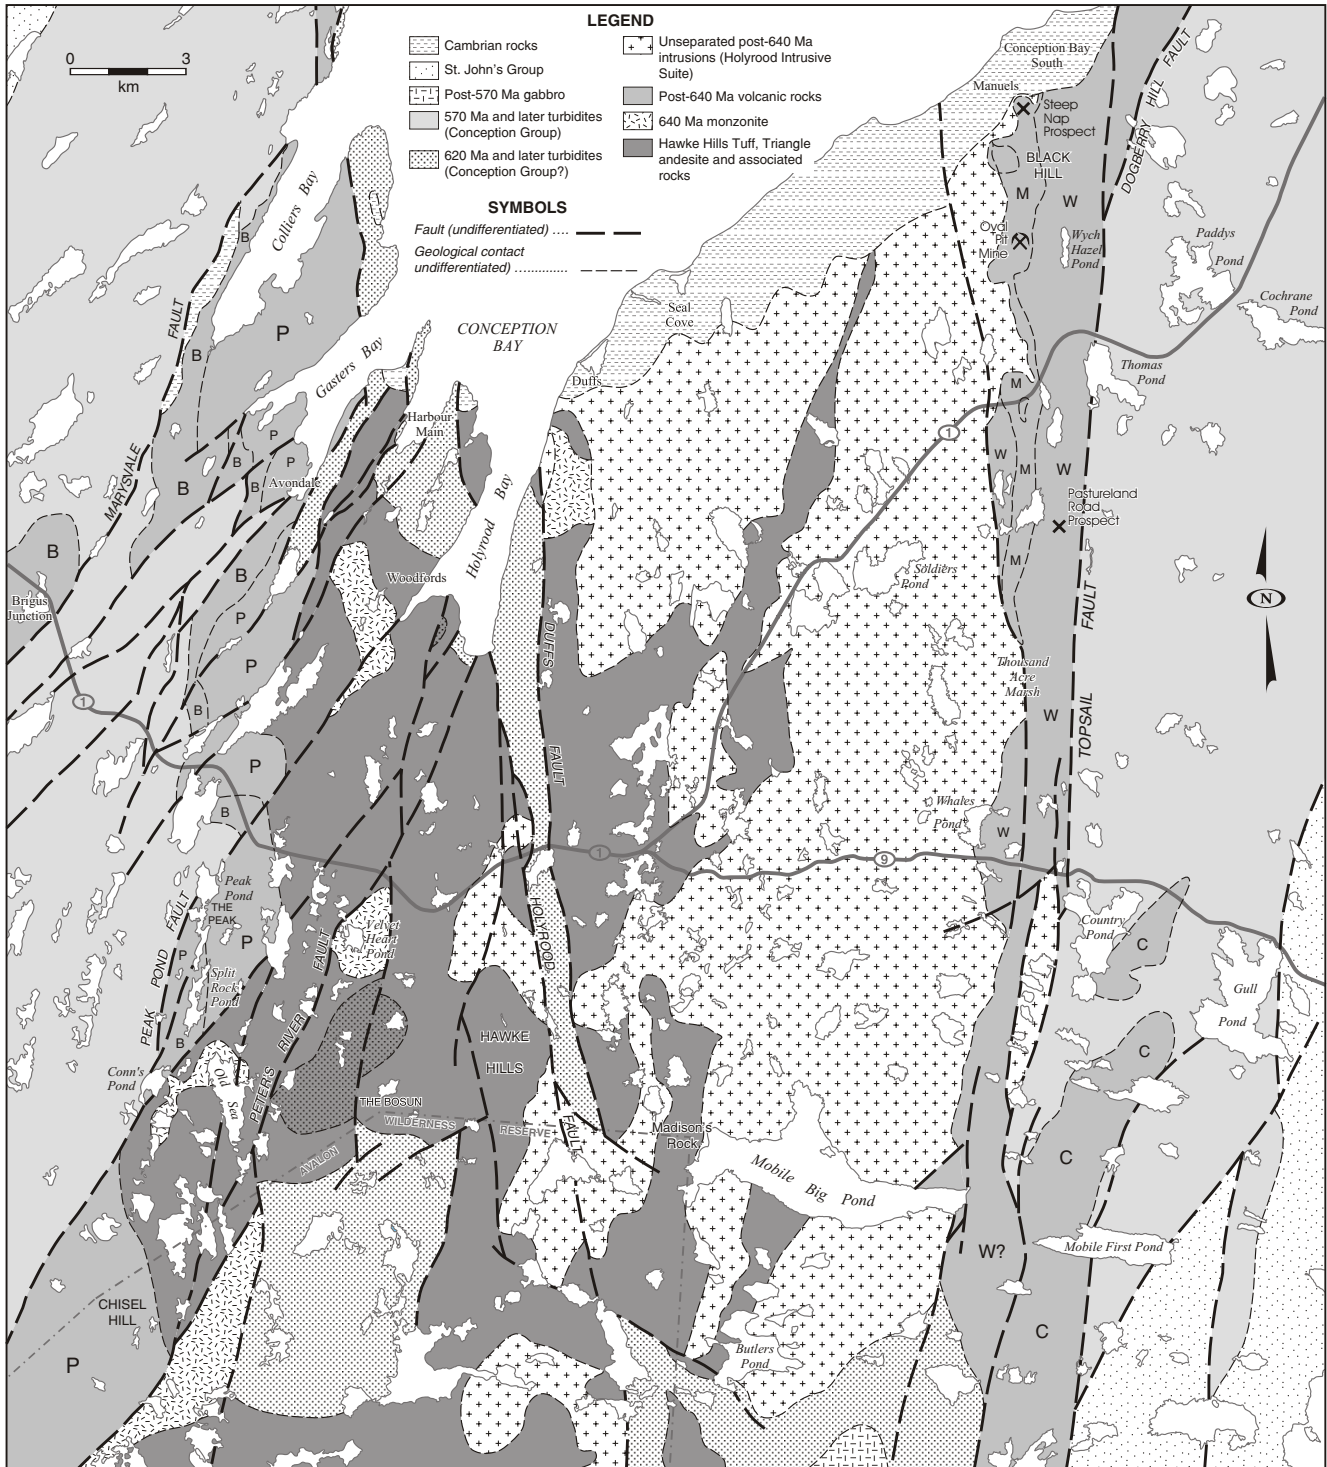 LEGEND
Cambrian rocks
St. John's Group
Post-570 Ma gabbro
570 Ma and later turbidites
(Conception Group)
620 Ma and later turbidites
(Conception Group?)
Unseparated post-640 Ma
intrusions (Holyrood Intrusive
Suite)
Post-640 Ma volcanic rocks
640 Ma monzonite
Hawke Hills Tuff, Triangle
andesite and associated
rocks
SYMBOLS
Fault (undifferentiated) ....
Geological contact
undifferentiated) ..............
0 3
km
Conception Bay
South
Manuels
Steep
Nap
Prospect
BLACK
HILL
M
W
DOGBERRY
HILL
FAULT
Oval
Pit
Mine
Wych
Hazel
Pond
Paddys
Pond
Cochrane
Pond
Thomas
Pond
Colliers Bay
B
P
FAULT
B
MARYSVALE
Gasters Bay
CONCEPTION
BAY
Seal
Cove
Duffs
Harbour
Main
P
B
P
B
B
Avondale
Holyrood Bay
Woodfords
B
Brigus
Junction
B
P
P
B
1
P
B
M
1
W
M
W
Pastureland
Road
Prospect
M
Soldiers
Pond
N
FAULT
TOPSAIL
Thousand
Acre
Marsh
W
DUFFS
FAULT
Whales
Pond
W
1
9
Peak
Pond
THE
PEAK
FAULT
POND
PEAK
P
P
Split
Rock
Pond
B
Velvet
Heart
Pond
FAULT
RIVER
PETER'S
HOLYROOD
FAULT
HAWKE
HILLS
Conn's
Pond
Old
Sea
THE BOSUN
AVALON
WILDERNESS
RESERVE
Madison's
Rock
Mobile Big Pond
Country
Pond
C
Gull
Pond
C
C
W?
Mobile First Pond
C
CHISEL
HILL
P
Butlers
Pond